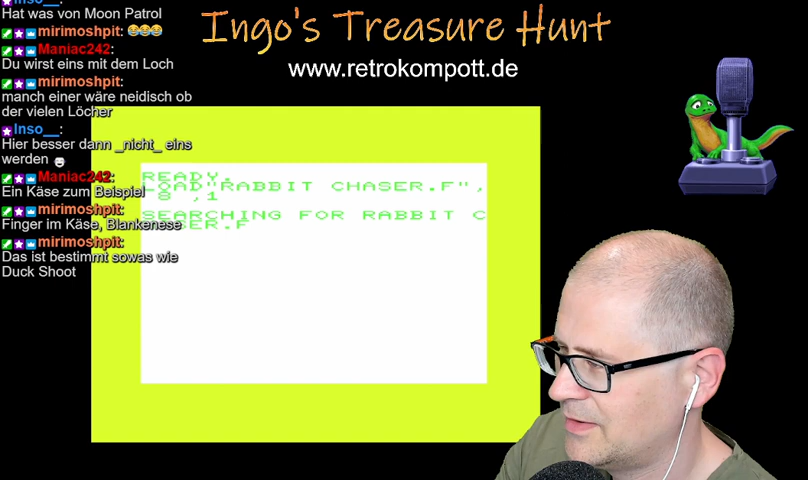 Inso__:
Hat was von Moon Patrol
mirimoshpit: 😂😂😂
Maniac242:
Du wirst eins mit dem Loch
mirimoshpit:
manch einer wäre neidisch ob
der vielen Löcher
Inso__:
Hier besser dann _nicht_ eins
werden
Maniac242:
Ein Käse zum Beispiel
mirimoshpit:
Finger im Käse, Blankenese
mirimoshpit:
Das ist bestimmt sowas wie
Duck Shoot
Ingo's Treasure Hunt
www.retrokompott.de
READY.
LOAD"RABBIT CHASER.F",
8 ,1
SEARCHING FOR RABBIT C
ASER.F